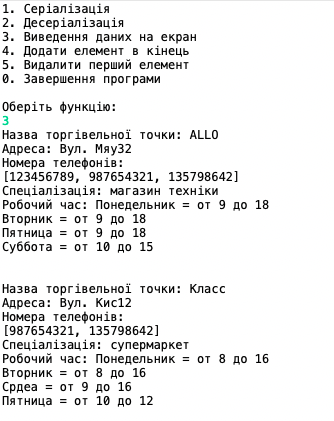 1. Серіалізація
2. Десеріалізація
3. Виведення даних на екран
4. Додати елемент в кінець
5. Видалити перший елемент
0. Завершення програми
Оберіть функцію:
3
Назва торгівельної точки: ALLO
Адреса: Вул. Мяу32
Номера телефонів:
[123456789, 987654321, 135798642]
Спеціалізація: магазин техніки
Робочий час: Понедельник = от 9 до 18
Вторник = от 9 до 18
Пятница = от 9 до 18
Суббота = от 10 до 15
Назва торгівельної точки: Класс
Адреса: Вул. Кис12
Номера телефонів:
[987654321, 135798642]
Спеціалізація: супермаркет
Робочий час: Понедельник = от 8 до 16
Вторник = от 8 до 16
Срдеа = от 9 до 16
Пятница = от 10 до 12